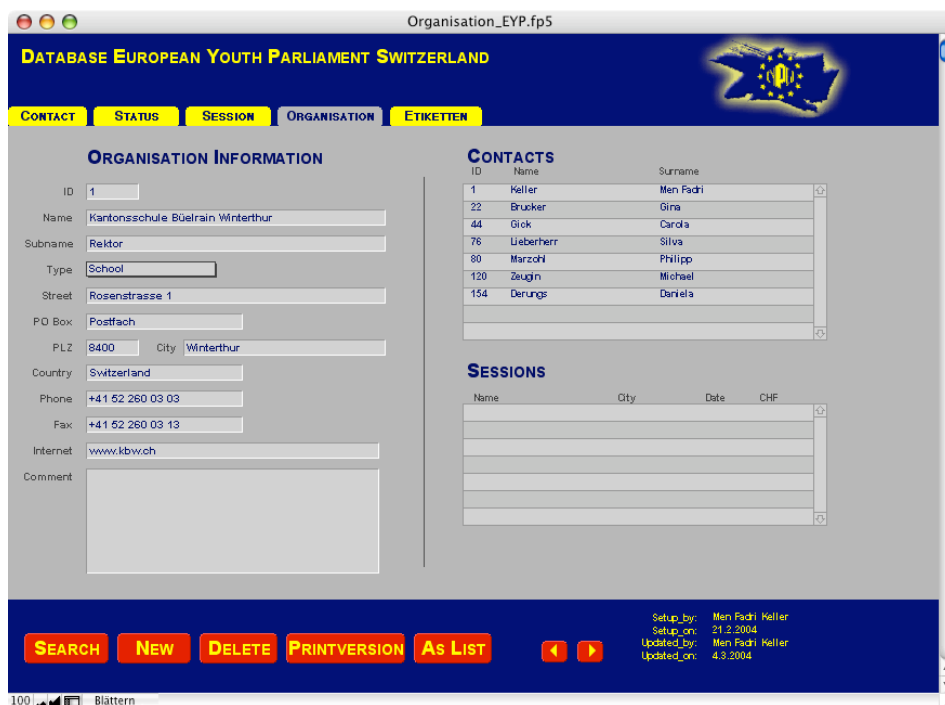 Organisation_EYP.fp5
DATABASE EUROPEAN YOUTH PARLIAMENT SWITZERLAND
CONTACT STATUS SESSION ORGANISATION ETIKETTEN
ORGANISATION INFORMATION
ID 1
Name Kantonsschule Büelrain Winterthur
Subname Rektor
Type School
Street Rosenstrasse 1
PO Box Postfach
PLZ 8400 City Winterthur
Country Switzerland
Phone +41 52 260 03 03
Fax +41 52 260 03 13
Internet www.kbw.ch
Comment
CONTACTS
ID Name Surname
1 Keller Men Fadri
22 Brucker Gina
44 Gick Carola
76 Lieberherr Silva
80 Marzohl Philipp
120 Zeugin Michael
154 Derungs Daniela
SESSIONS
Name City Date CHF
SEARCH NEW DELETE PRINTVERSION AS LIST
Setup_by: Men Fadri Keller
Setup_on: 21.2.2004
Updated_by: Men Fadri Keller
Updated_on: 4.3.2004
100 Blättern